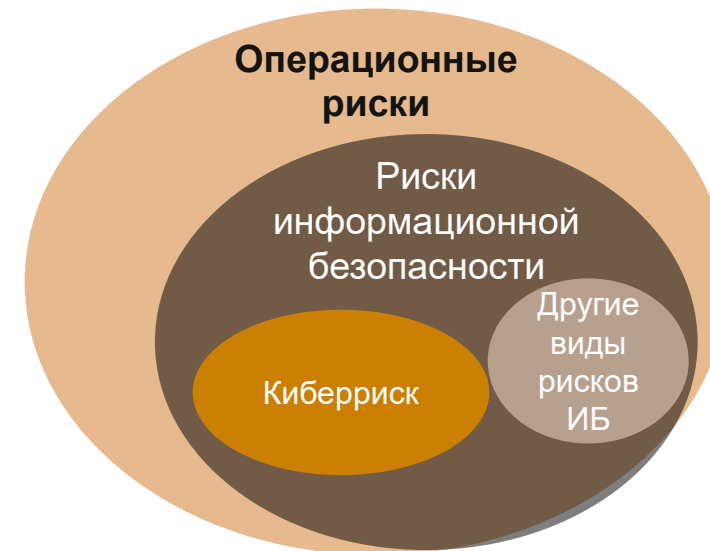 Операционные
риски
Риски
информационной
безопасности
Другие
виды
рисков
ИБ
Киберриск